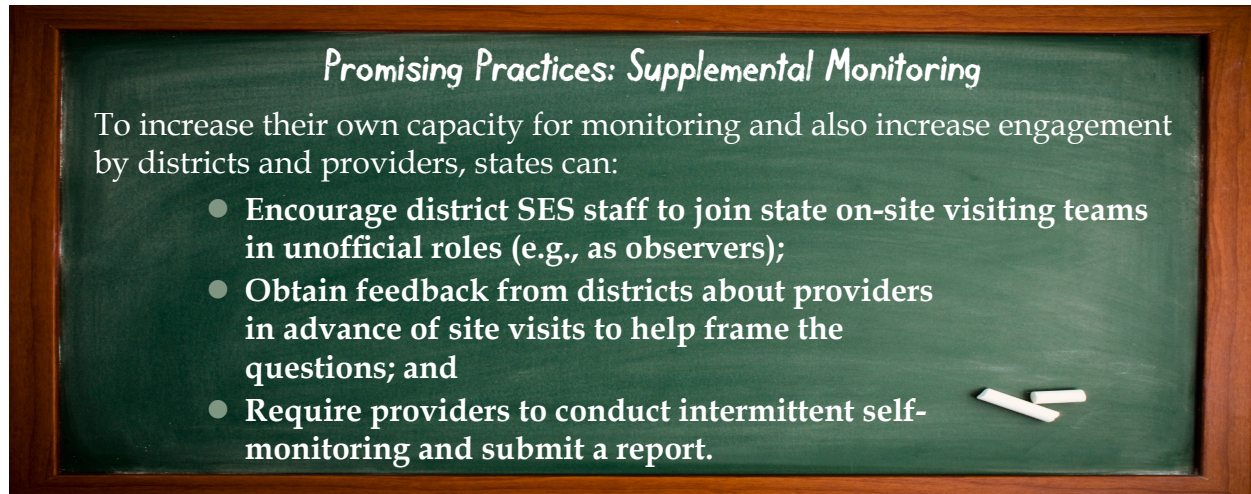 Promising Practices: Supplemental Monitoring
To increase their own capacity for monitoring and also increase engagement
by districts and providers, states can:
● Encourage district SES staff to join state on-site visiting teams
in unofficial roles (e.g., as observers);
● Obtain feedback from districts about providers
in advance of site visits to help frame the
questions; and
● Require providers to conduct intermittent self-
monitoring and submit a report.